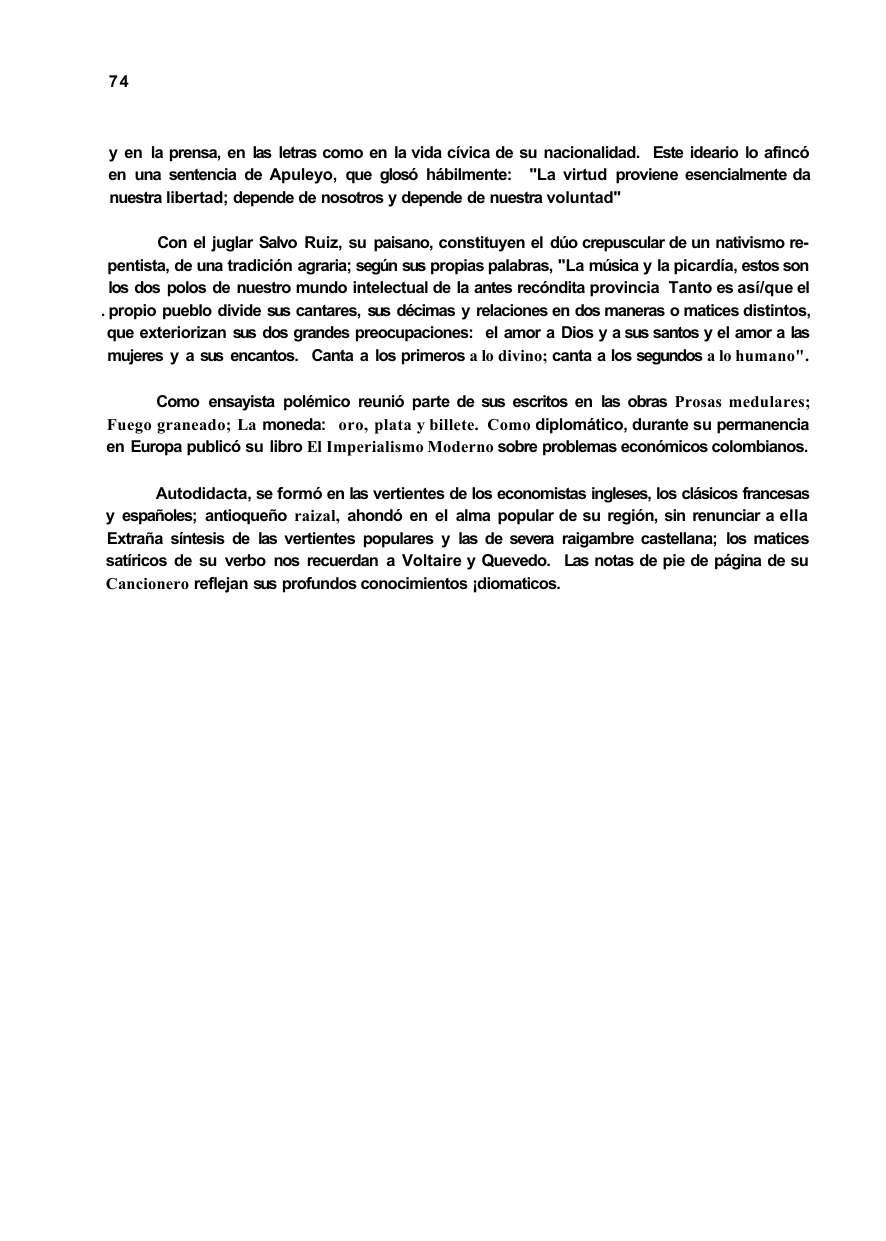 74
y en la prensa, en las letras como en la vida cívica de su nacionalidad. Este ideario lo afincó
en una sentencia de Apuleyo, que glosó hábilmente: "La virtud proviene esencialmente da
nuestra libertad; depende de nosotros y depende de nuestra voluntad"
Con el juglar Salvo Ruiz, su paisano, constituyen el dúo crepuscular de un nativismo re-
pentista, de una tradición agraria; según sus propias palabras, "La música y la picardía, estos son
los dos polos de nuestro mundo intelectual de la antes recóndita provincia Tanto es así/que el
. propio pueblo divide sus cantares, sus décimas y relaciones en dos maneras o matices distintos,
que exteriorizan sus dos grandes preocupaciones: el amor a Dios y a sus santos y el amor a las
mujeres y a sus encantos. Canta a los primeros a lo divino; canta a los segundos a lo humano".
Como ensayista polémico reunió parte de sus escritos en las obras Prosas medulares;
Fuego graneado; La moneda: oro, plata y billete. Como diplomático, durante su permanencia
en Europa publicó su libro El Imperialismo Moderno sobre problemas económicos colombianos.
Autodidacta, se formó en las vertientes de los economistas ingleses, los clásicos francesas
y españoles; antioqueño raizal, ahondó en el alma popular de su región, sin renunciar a ella
Extraña síntesis de las vertientes populares y las de severa raigambre castellana; los matices
satíricos de su verbo nos recuerdan a Voltaire y Quevedo. Las notas de pie de página de su
Cancionero reflejan sus profundos conocimientos ¡diomaticos.